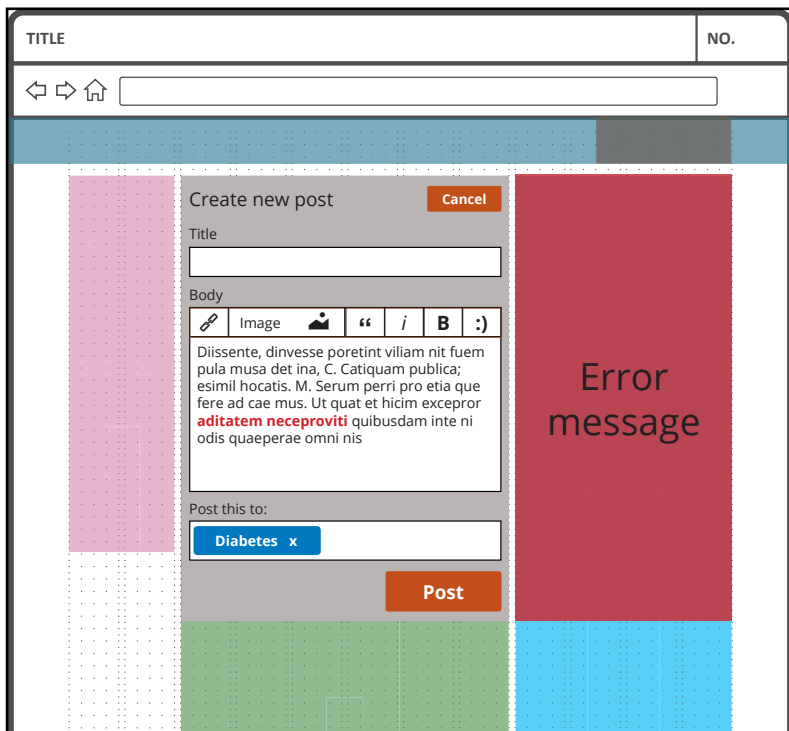 TITLE
NO.
Create new post
Cancel
Title
Body
Image
“
i
B
:)
Diissente, dinvesse poretint viliam nit fuem
pula musa det ina, C. Catiquam publica;
esimil hocatis. M. Serum perri pro etia que
fere ad cae mus. Ut quat et hicim excepror
aditatem neceproviti quibusdam inte ni
odis quaeperae omni nis
Post this to:
Diabetes x
Post
Error
message